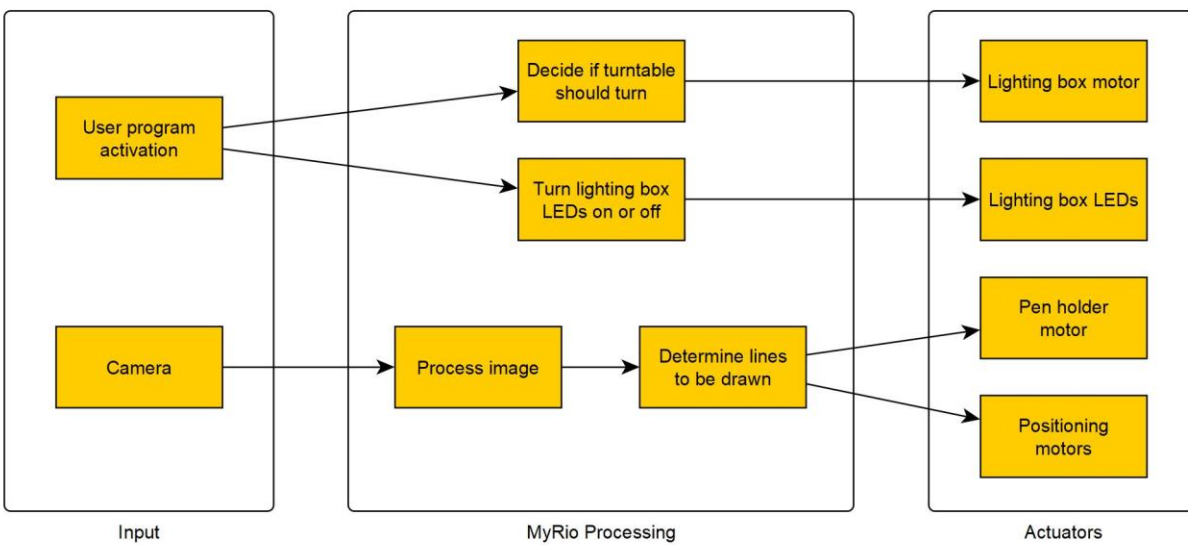 User program
activation
Camera
Input
Decide if turntable
should turn
Turn lighting box
LEDs on or off
Process image
Determine lines
to be drawn
MyRio Processing
Lighting box motor
Lighting box LEDs
Pen holder
motor
Positioning
motors
Actuators